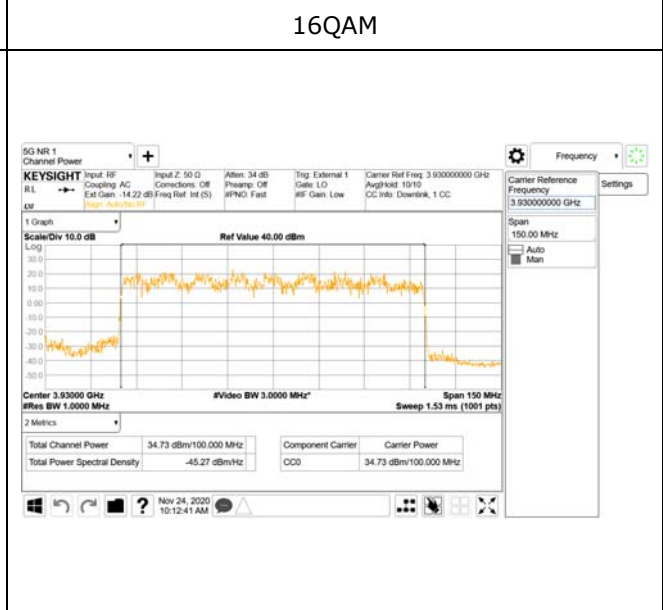 16QAM
5G NR 1
Channel Power
Frequency
KEYSIGHT
Input: RF
Coupling: AC
Ext Gain: -14.22 dB
Align: Auto/No RF
Input Z: 50 Ω
Corrections: Off
Freq Ref: Int (S)
Atten: 34 dB
Preamp: Off
#PNO: Fast
Trig: External 1
Gate: LO
#IF Gain: Low
Carrier Ref Freq: 3.930000000 GHz
Avg|Hold: 10/10
CC Info: Downlink, 1 CC
RL
Carrier Reference
Frequency
3.930000000 GHz
Settings
Span
150.00 MHz
Auto
Man
1 Graph
Scale/Div 10.0 dB
Ref Value 40.00 dBm
Log
30.0
20.0
10.0
0.00
-10.0
-20.0
-30.0
-40.0
-50.0
Center 3.93000 GHz
#Video BW 3.0000 MHz*
Span 150 MHz
#Res BW 1.0000 MHz
Sweep 1.53 ms (1001 pts)
2 Metrics
Total Channel Power 34.73 dBm/100.000 MHz
Total Power Spectral Density -45.27 dBm/Hz
Component Carrier Carrier Power
CC0 34.73 dBm/100.000 MHz
?
Nov 24, 2020
10:12:41 AM